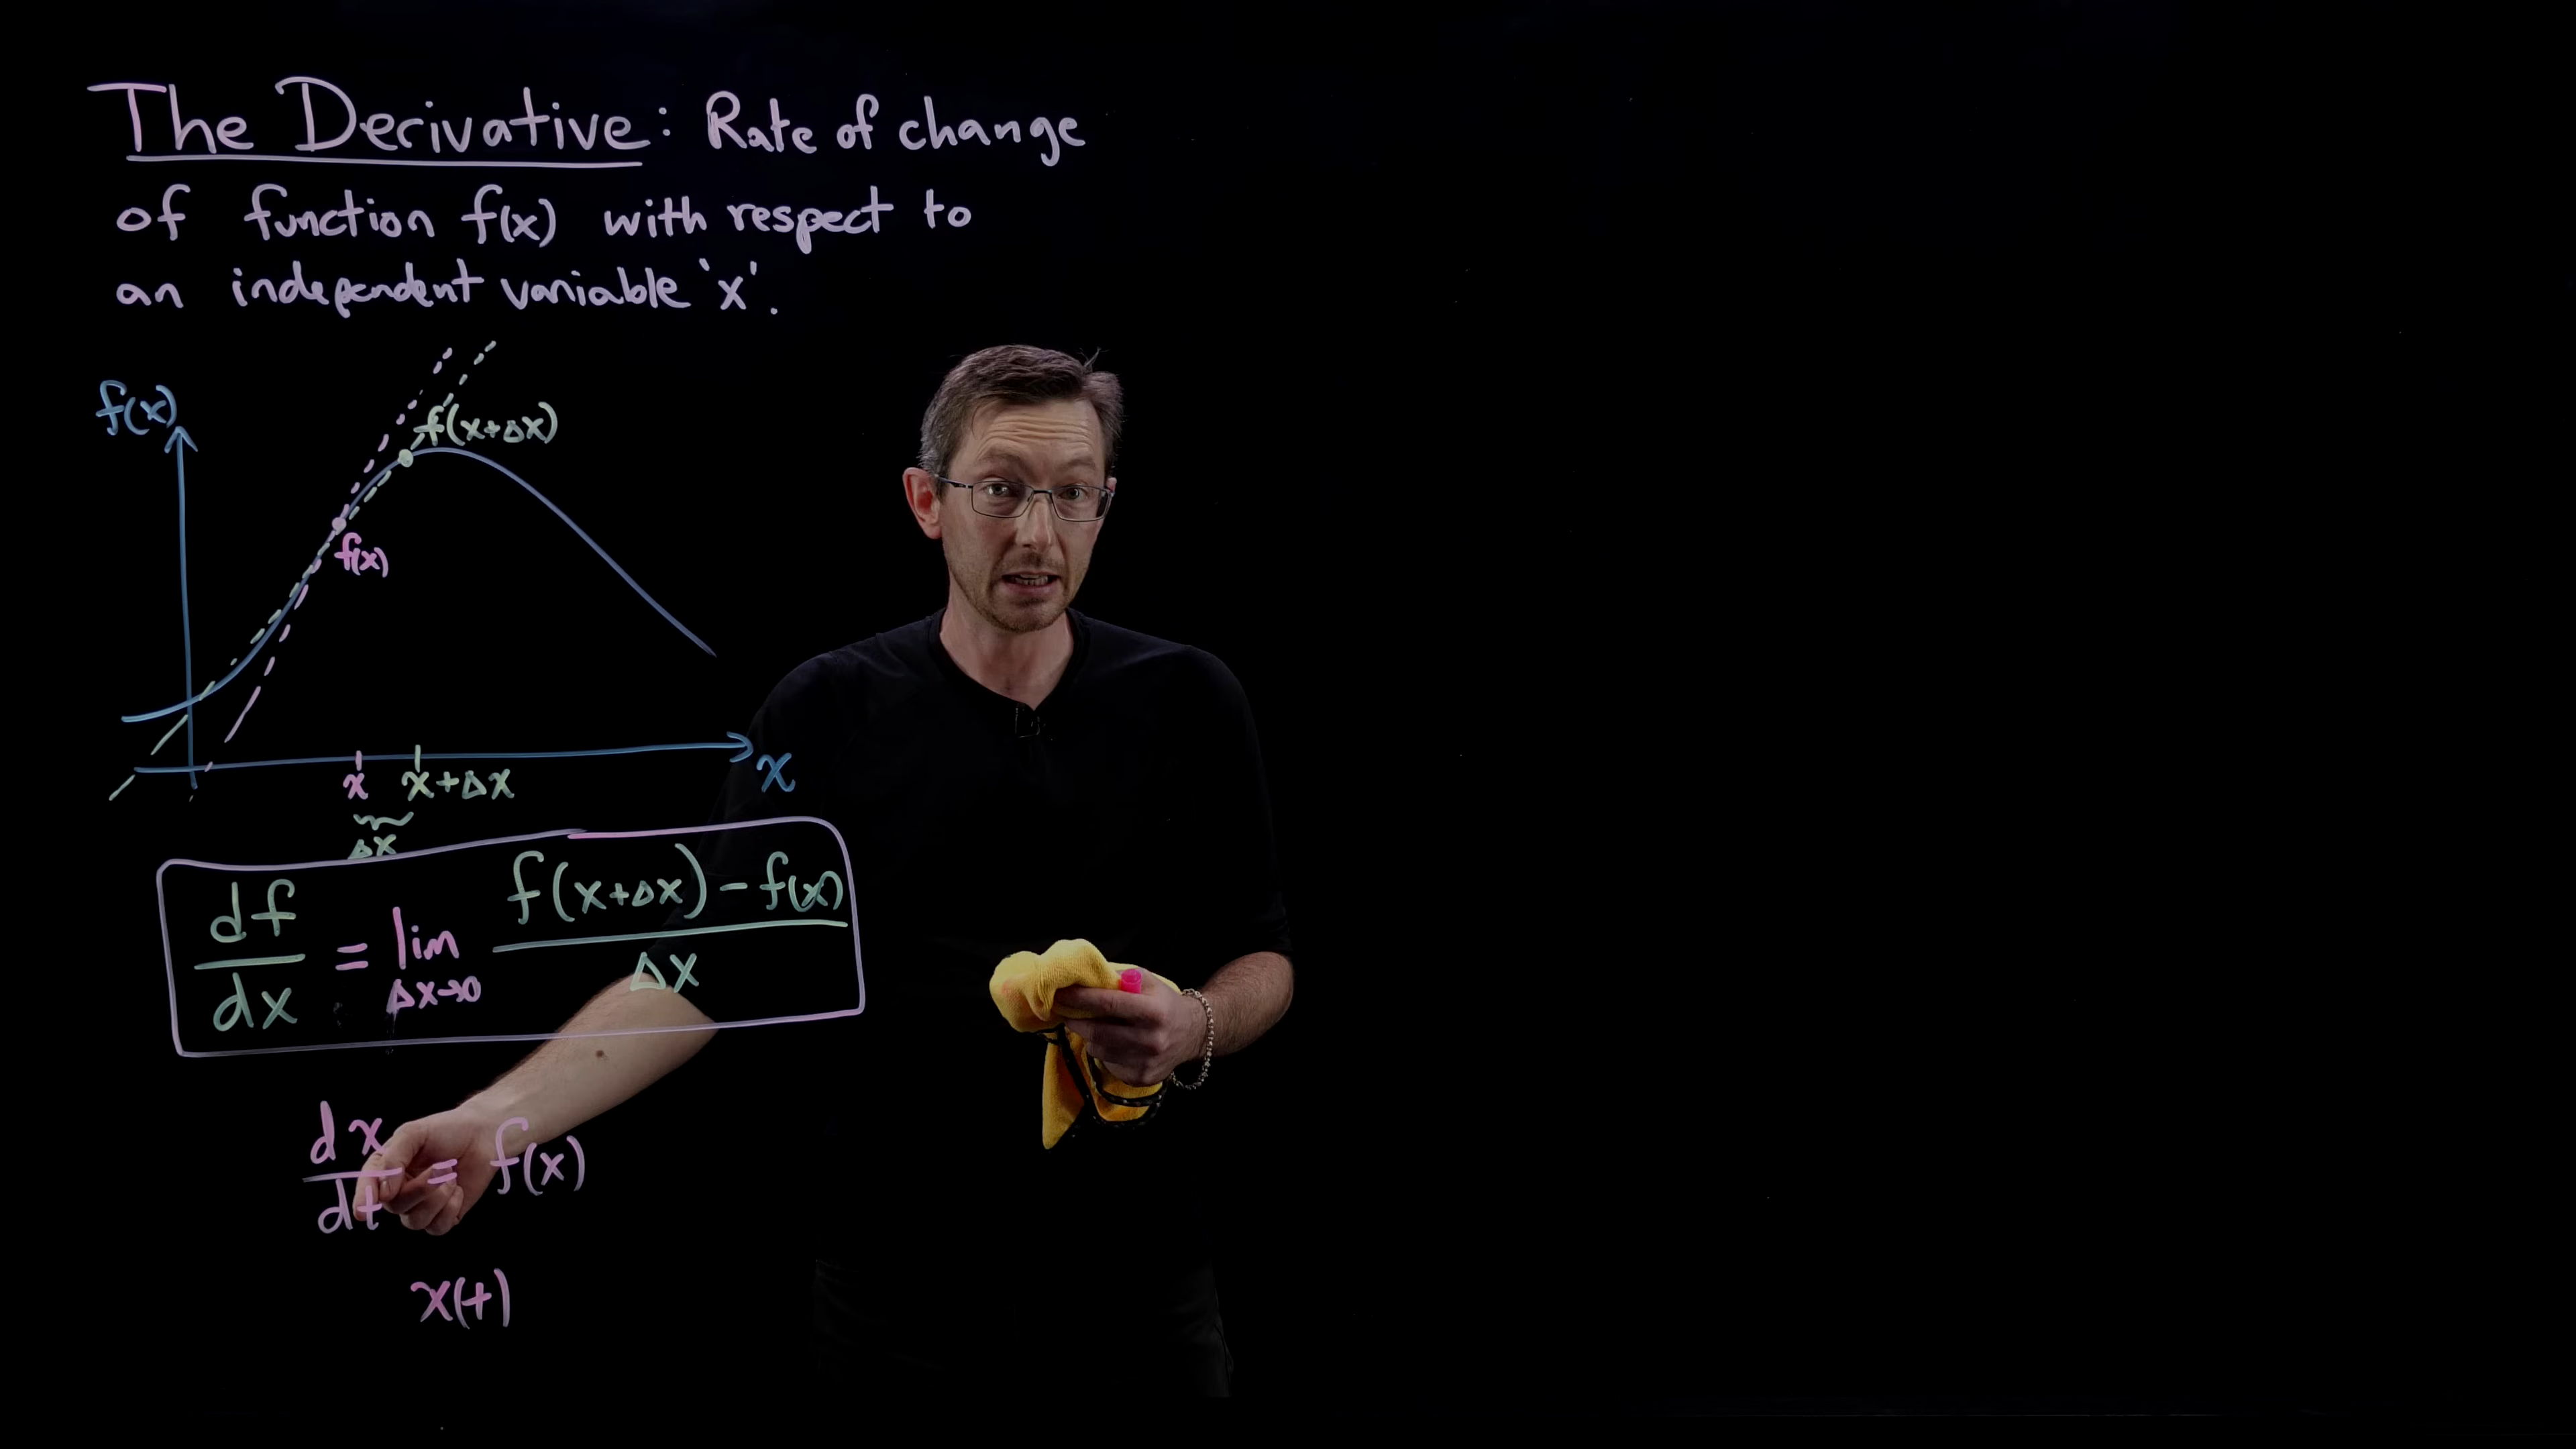 The Derivative: Rate of change
of function f(x) with respect to
an independent variable 'x'.
f(x)
f(x+Δx)
f(x)
x
x x+Δx
Δx
df/dx = lim Δx→0 f(x+Δx) - f(x) / Δx
dx/dt = f(x)
x(t)